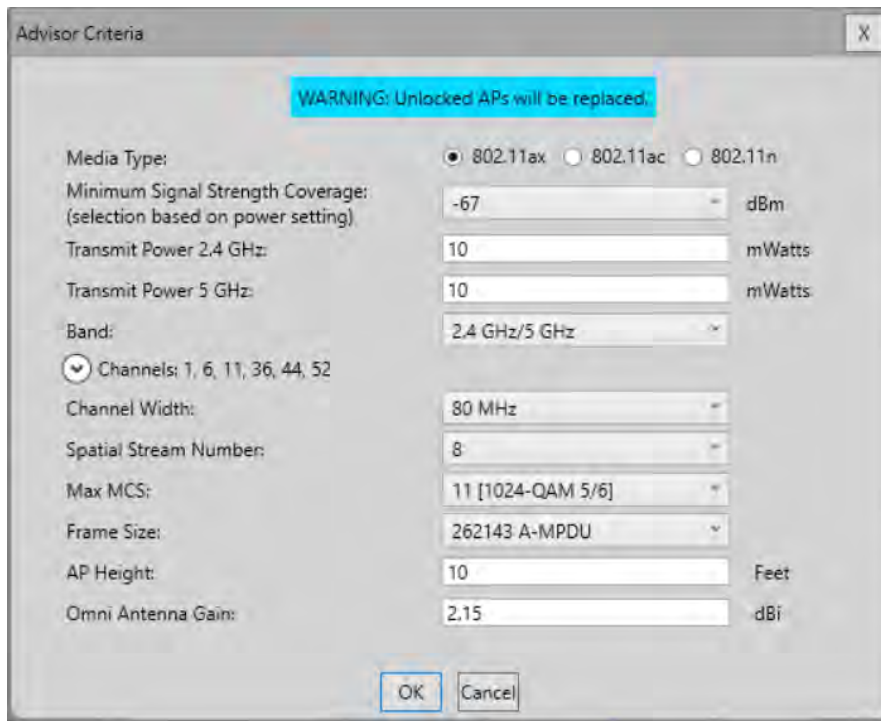 Advisor Criteria X
WARNING: Unlocked APs will be replaced.
Media Type: 802.11ax 802.11ac 802.11n
Minimum Signal Strength Coverage:
(selection based on power setting) -67 dBm
Transmit Power 2.4 GHz: 10 mWatts
Transmit Power 5 GHz: 10 mWatts
Band: 2.4 GHz/5 GHz
Channels: 1, 6, 11, 36, 44, 52
Channel Width: 80 MHz
Spatial Stream Number: 8
Max MCS: 11 [1024-QAM 5/6]
Frame Size: 262143 A-MPDU
AP Height: 10 Feet
Omni Antenna Gain: 2.15 dBi
OK Cancel